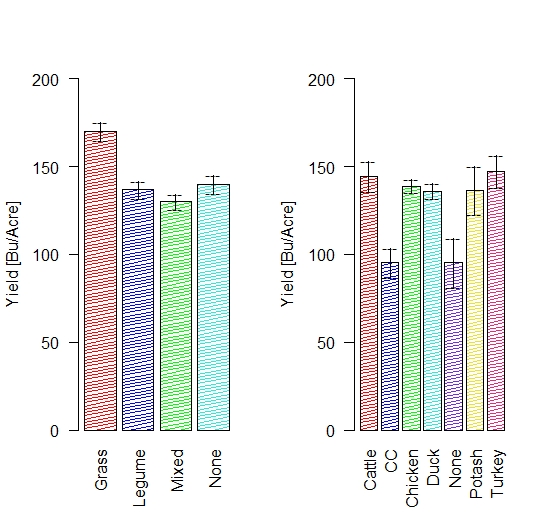 Yield [Bu/Acre]
200
150
100
50
0
Grass
Legume
Mixed
None
Yield [Bu/Acre]
200
150
100
50
0
Cattle
CC
Chicken
Duck
None
Potash
Turkey